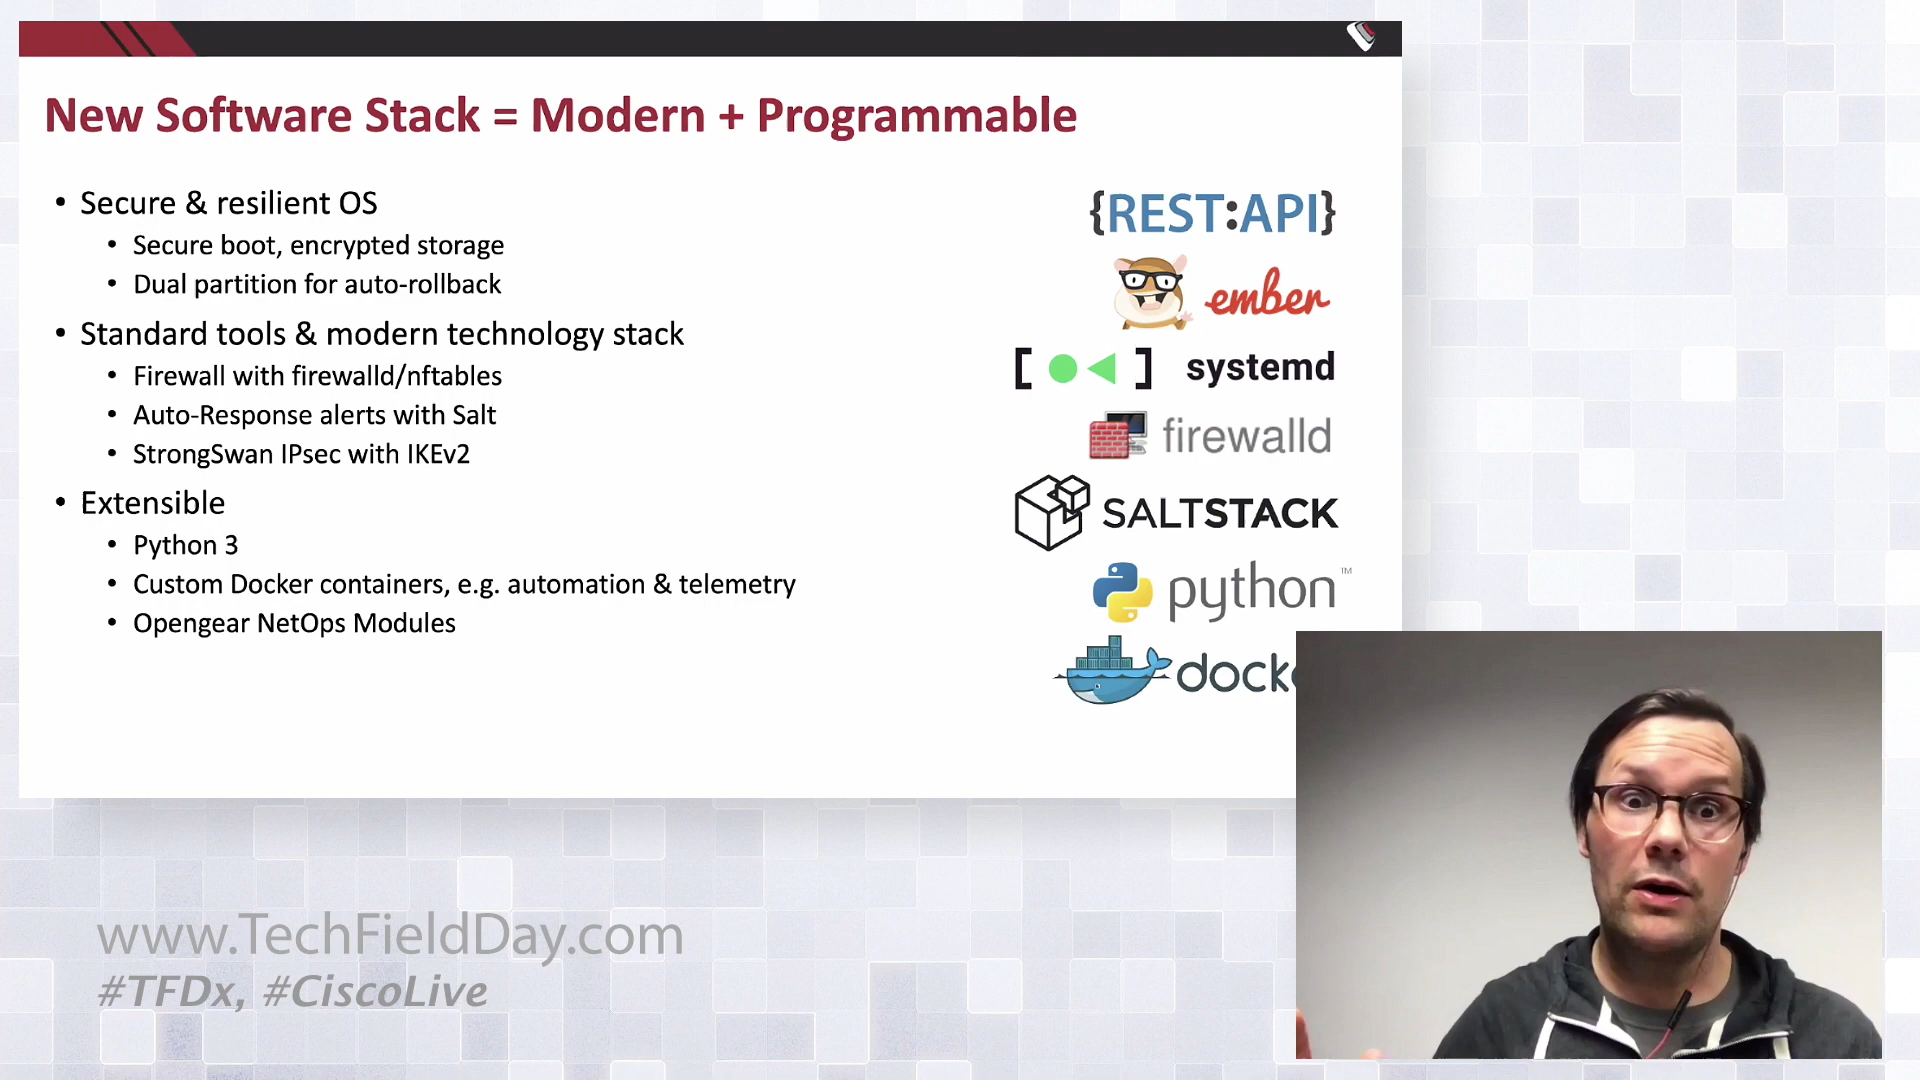 New Software Stack = Modern + Programmable
• Secure & resilient OS
• Secure boot, encrypted storage
• Dual partition for auto-rollback
• Standard tools & modern technology stack
• Firewall with firewalld/nftables
• Auto-Response alerts with Salt
• StrongSwan IPsec with IKEv2
• Extensible
• Python 3
• Custom Docker containers, e.g. automation & telemetry
• Opengear NetOps Modules
{REST:API}
ember
systemd
firewalld
SALTSTACK
python™
docke
www.TechFieldDay.com
#TFDx, #CiscoLive